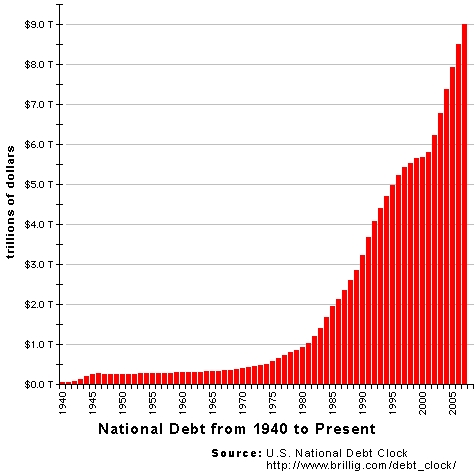 $9.0 T
$8.0 T
$7.0 T
$6.0 T
$5.0 T
$4.0 T
$3.0 T
$2.0 T
$1.0 T
$0.0 T
trillions of dollars
1940
1945
1950
1955
1960
1965
1970
1975
1980
1985
1990
1995
2000
2005
National Debt from 1940 to Present
Source: U.S. National Debt Clock
http://www.brillig.com/debt_clock/